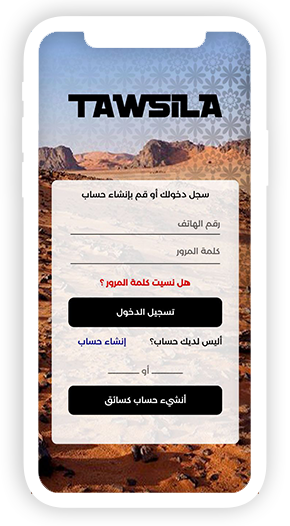 TAWSILA
سجل دخولك أو قم بإنشاء حساب
رقم الهاتف
كلمة المرور
هل نسيت كلمة المرور ؟
تسجيل الدخول
أليس لديك حساب؟ إنشاء حساب
أو
أنشيء حساب كسائق